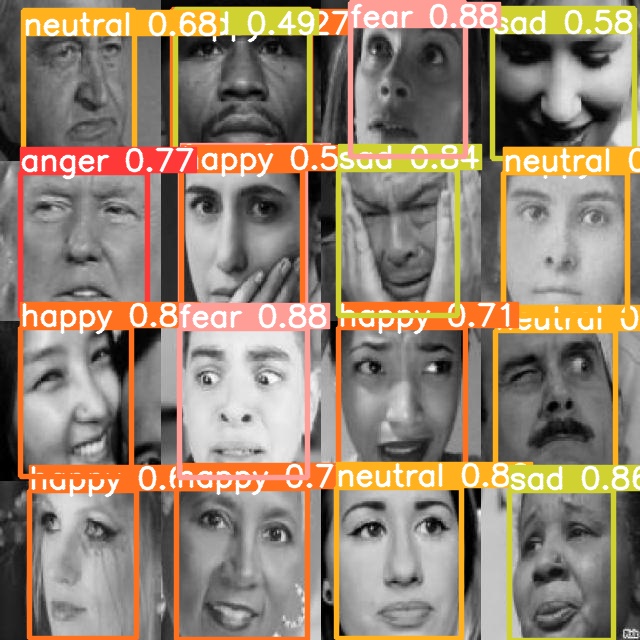 neutral 0.68
0.49
27
fear 0.88
sad 0.58
anger 0.77
happy 0.5
sad 0.84
neutral 0
happy 0.8
fear 0.88
happy 0.71
neutral 0
happy 0.6
happy 0.7
neutral 0.8
sad 0.86